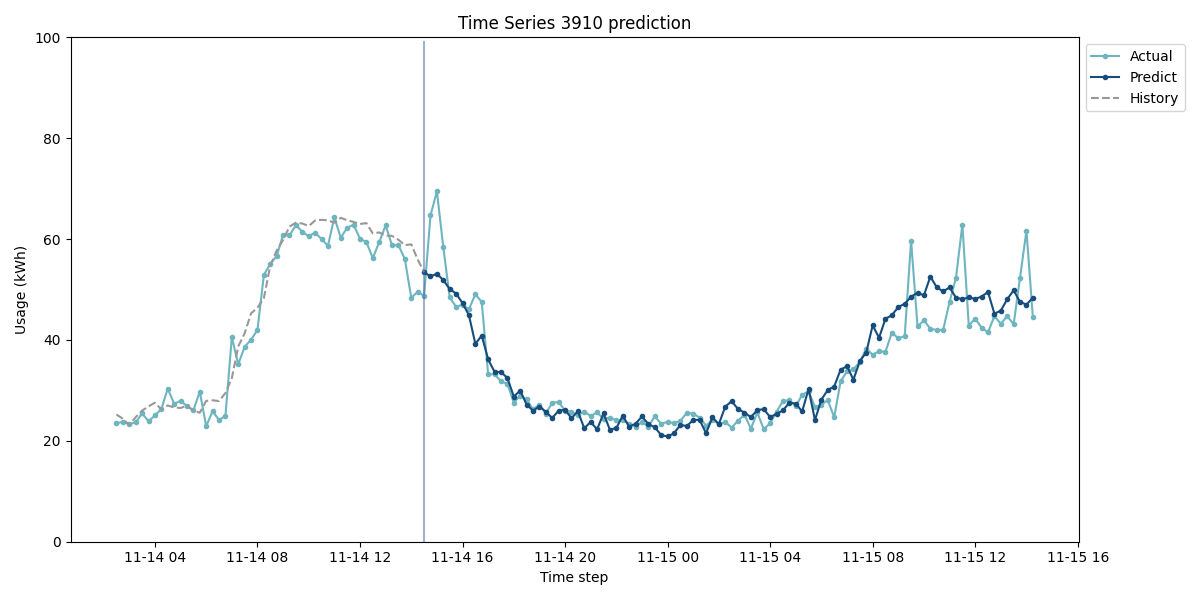 Time Series 3910 prediction
Actual
Predict
History
Usage (kWh)
100
80
60
40
20
0
11-14 04 11-14 08 11-14 12 11-14 16 11-14 20 11-15 00 11-15 04 11-15 08 11-15 12 11-15 16
Time step